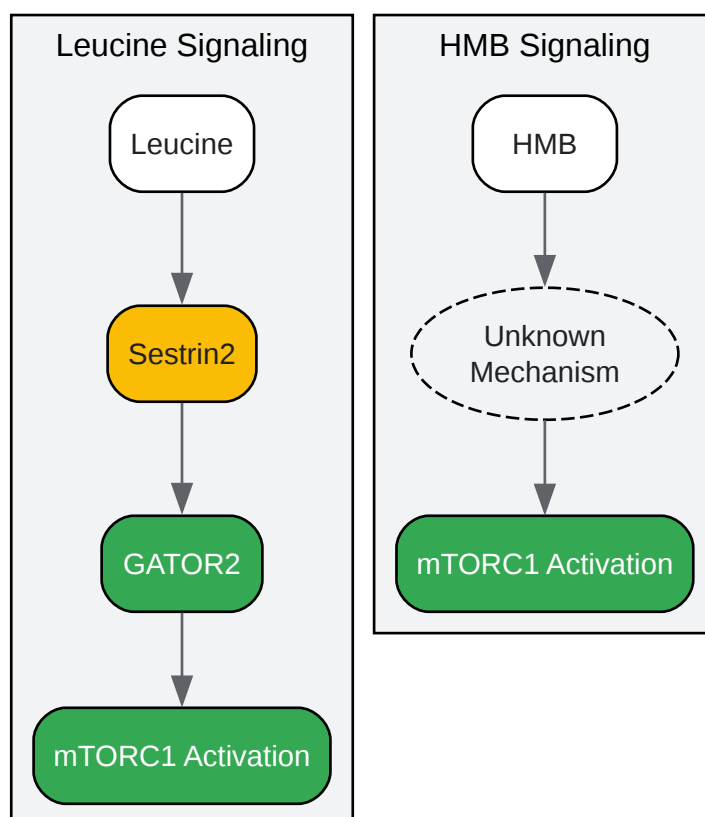 Leucine Signaling
Leucine
Sestrin2
GATOR2
mTORC1 Activation
HMB Signaling
HMB
Unknown
Mechanism
mTORC1 Activation